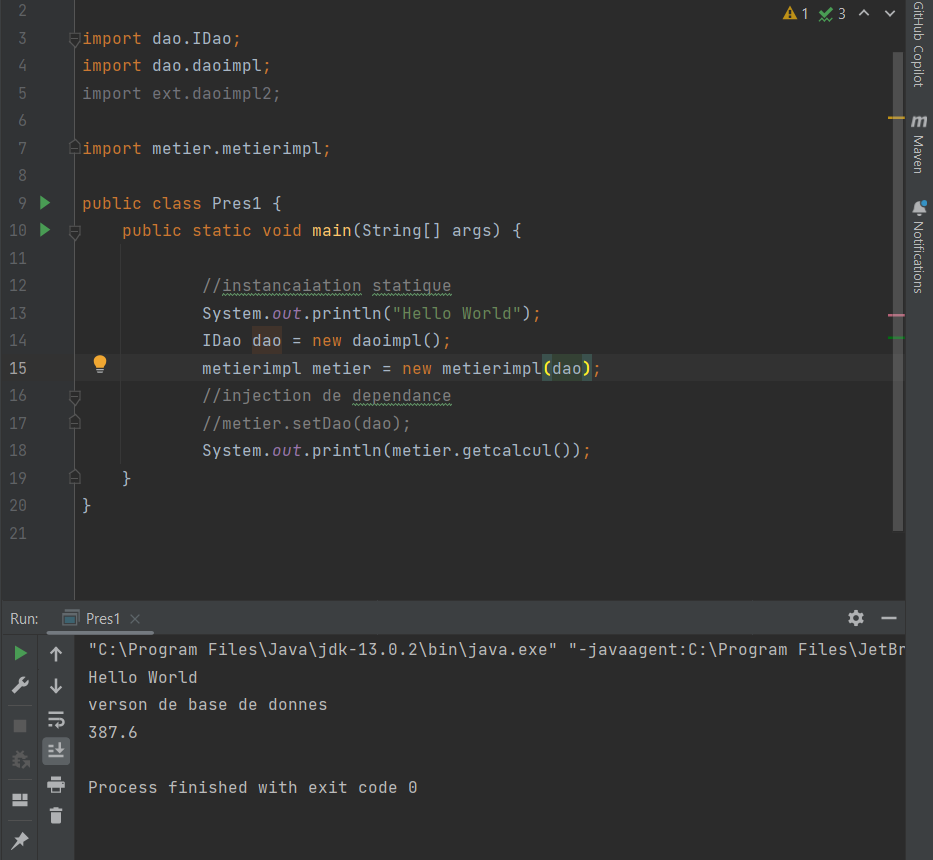 1 3
2
3 import dao.IDao;
4 import dao.daoimpl;
5 import ext.daoimpl2;
6
7 import metier.metierimpl;
8
9 public class Pres1 {
10 public static void main(String[] args) {
11
12 //instancaiation statique
13 System.out.println("Hello World");
14 IDao dao = new daoimpl();
15 metierimpl metier = new metierimpl(dao);
16 //injection de dependance
17 //metier.setDao(dao);
18 System.out.println(metier.getcalcul());
19 }
20 }
21
GitHub Copilot
m Maven
Notifications
Run: Pres1
"C:\Program Files\Java\jdk-13.0.2\bin\java.exe" "-javaagent:C:\Program Files\JetBr
Hello World
verson de base de donnes
387.6
Process finished with exit code 0